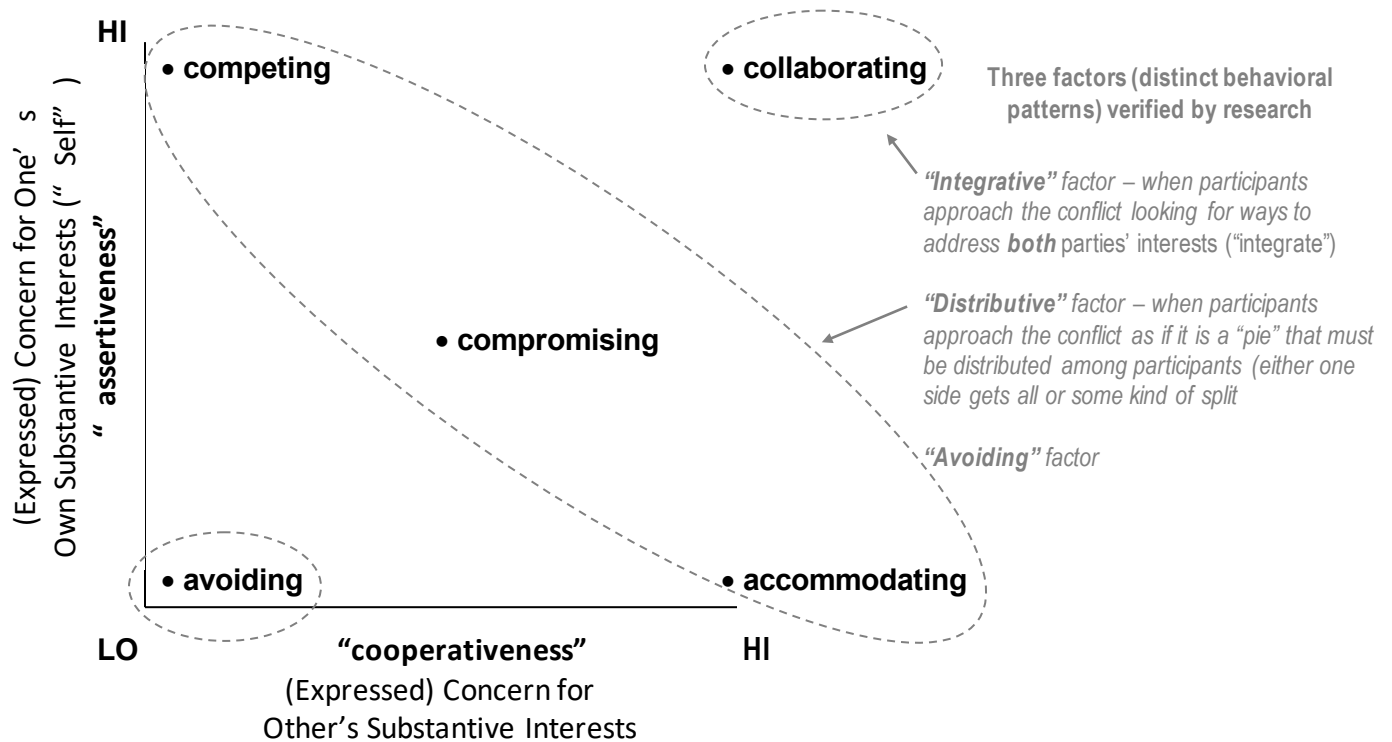 HI
• competing
• collaborating
Three factors (distinct behavioral
patterns) verified by research
(Expressed) Concern for One’ s
Own Substantive Interests (“ Self” )
“ assertiveness”
“Integrative” factor – when participants
approach the conflict looking for ways to
address both parties’ interests (“integrate”)
“Distributive” factor – when participants
approach the conflict as if it is a “pie” that must
be distributed among participants (either one
side gets all or some kind of split
• compromising
“Avoiding” factor
• avoiding
• accommodating
LO
“cooperativeness”
HI
(Expressed) Concern for
Other’s Substantive Interests